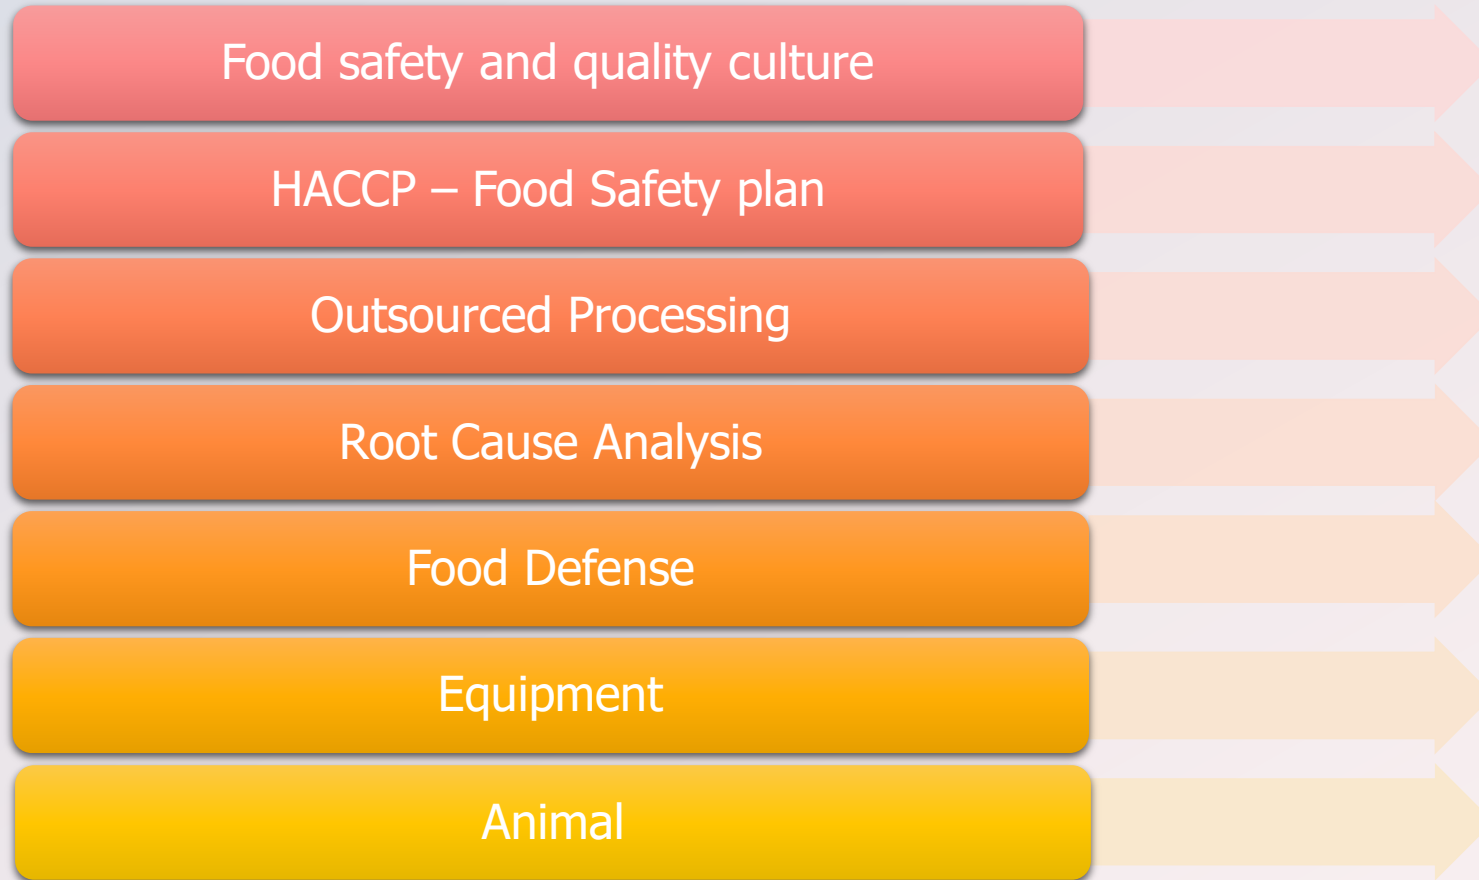 Food safety and quality culture
HACCP – Food Safety plan
Outsourced Processing
Root Cause Analysis
Food Defense
Equipment
Animal